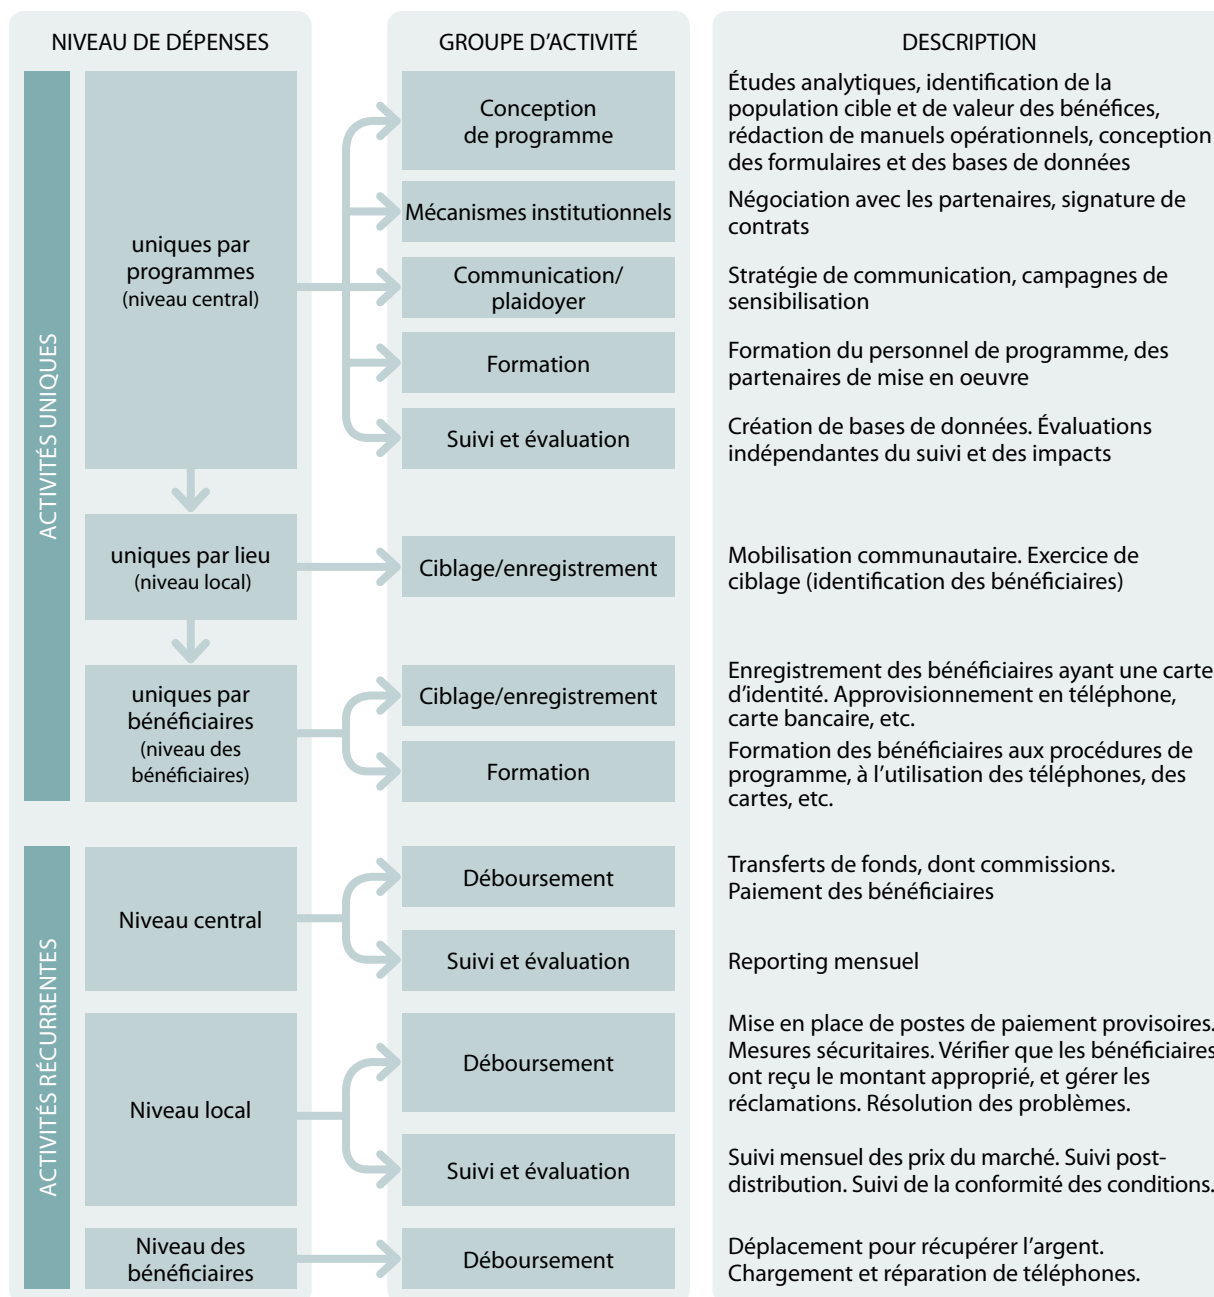 NIVEAU DE DÉPENSES
GROUPE D’ACTIVITÉ
DESCRIPTION
ACTIVITÉS UNIQUES
uniques par
programmes
(niveau central)
Conception
de programme
Études analytiques, identification de la
population cible et de valeur des bénéfices,
rédaction de manuels opérationnels, conception
des formulaires et des bases de données
Mécanismes institutionnels
Négociation avec les partenaires, signature de
contrats
Communication/
plaidoyer
Stratégie de communication, campagnes de
sensibilisation
Formation
Formation du personnel de programme, des
partenaires de mise en oeuvre
Suivi et évaluation
Création de bases de données. Évaluations
indépendantes du suivi et des impacts
uniques par lieu
(niveau local)
Ciblage/enregistrement
Mobilisation communautaire. Exercice de
ciblage (identification des bénéficiaires)
uniques par
bénéficiaires
(niveau des
bénéficiaires)
Ciblage/enregistrement
Enregistrement des bénéficiaires ayant une carte
d’identité. Approvisionnement en téléphone,
carte bancaire, etc.
Formation
Formation des bénéficiaires aux procédures de
programme, à l’utilisation des téléphones, des
cartes, etc.
ACTIVITÉS RÉCURRENTES
Niveau central
Déboursement
Transferts de fonds, dont commissions.
Paiement des bénéficiaires
Suivi et évaluation
Reporting mensuel
Niveau local
Déboursement
Mise en place de postes de paiement provisoires.
Mesures sécuritaires. Vérifier que les bénéficiaires
ont reçu le montant approprié, et gérer les
réclamations. Résolution des problèmes.
Suivi et évaluation
Suivi mensuel des prix du marché. Suivi post-
distribution. Suivi de la conformité des conditions.
Niveau des
bénéficiaires
Déboursement
Déplacement pour récupérer l’argent.
Chargement et réparation de téléphones.